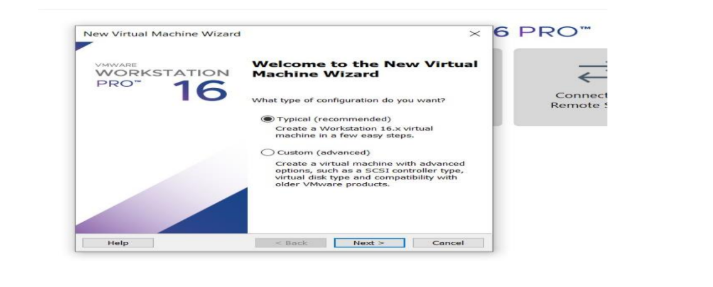 New Virtual Machine Wizard
6 PRO™
VMWARE
WORKSTATION
PRO™ 16
Welcome to the New Virtual
Machine Wizard
What type of configuration do you want?
Typical (recommended)
Create a Workstation 16.x virtual
machine in a few easy steps.
Custom (advanced)
Create a virtual machine with advanced
options, such as a SCSI controller type,
virtual disk type and compatibility with
older VMware products.
Connect
Remote S
Help
< Back
Next >
Cancel